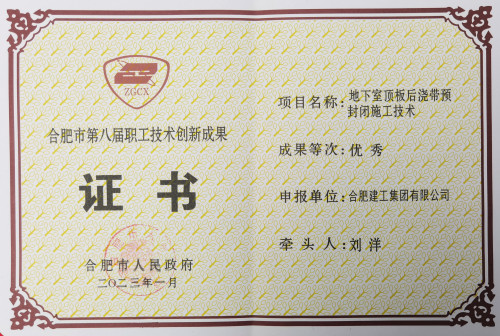 ZGCX
合肥市第八届职工技术创新成果
证书
合肥市人民政府
二〇二三年一月
项目名称：地下室顶板后浇带预
封闭施工技术
成果等次：优秀
申报单位：合肥建工集团有限公司
牵头人：刘洋